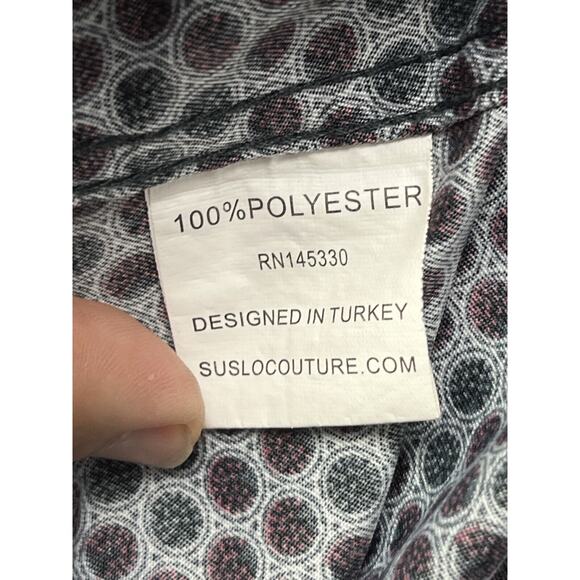 100%POLYESTER
RN145330
DESIGNED IN TURKEY
SUSLOCOUTURE.COM